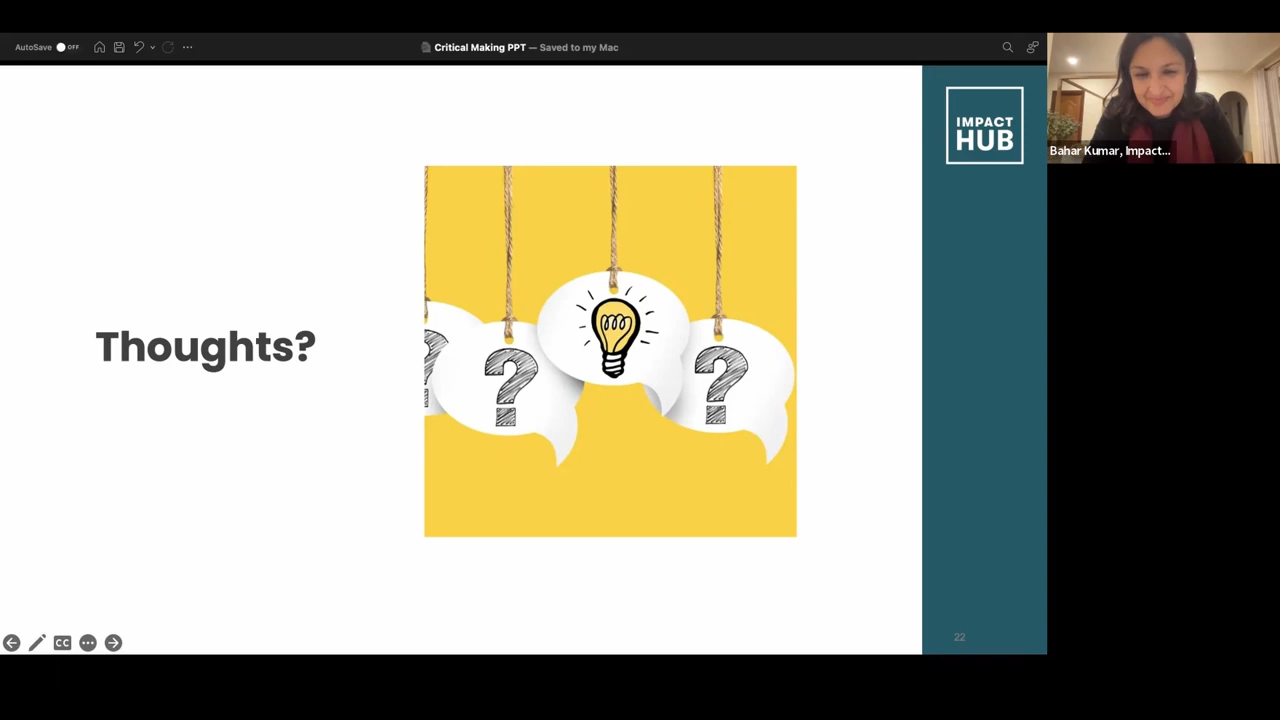 AutoSave OFF
Critical Making PPT — Saved to my Mac
IMPACT
HUB
Bahar Kumar, Impact...
Thoughts?
?
?
?
CC
22